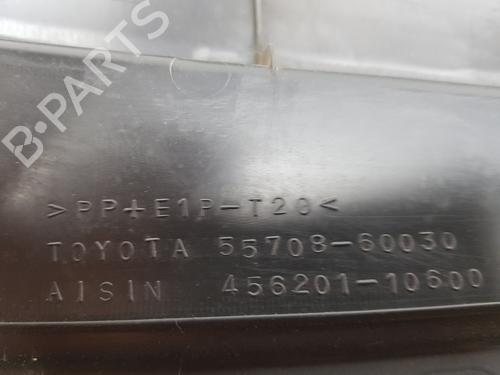 B-PARTS
>PP+E1P-T20<
TOYOTA 55708-60030
AISIN 456201-10600